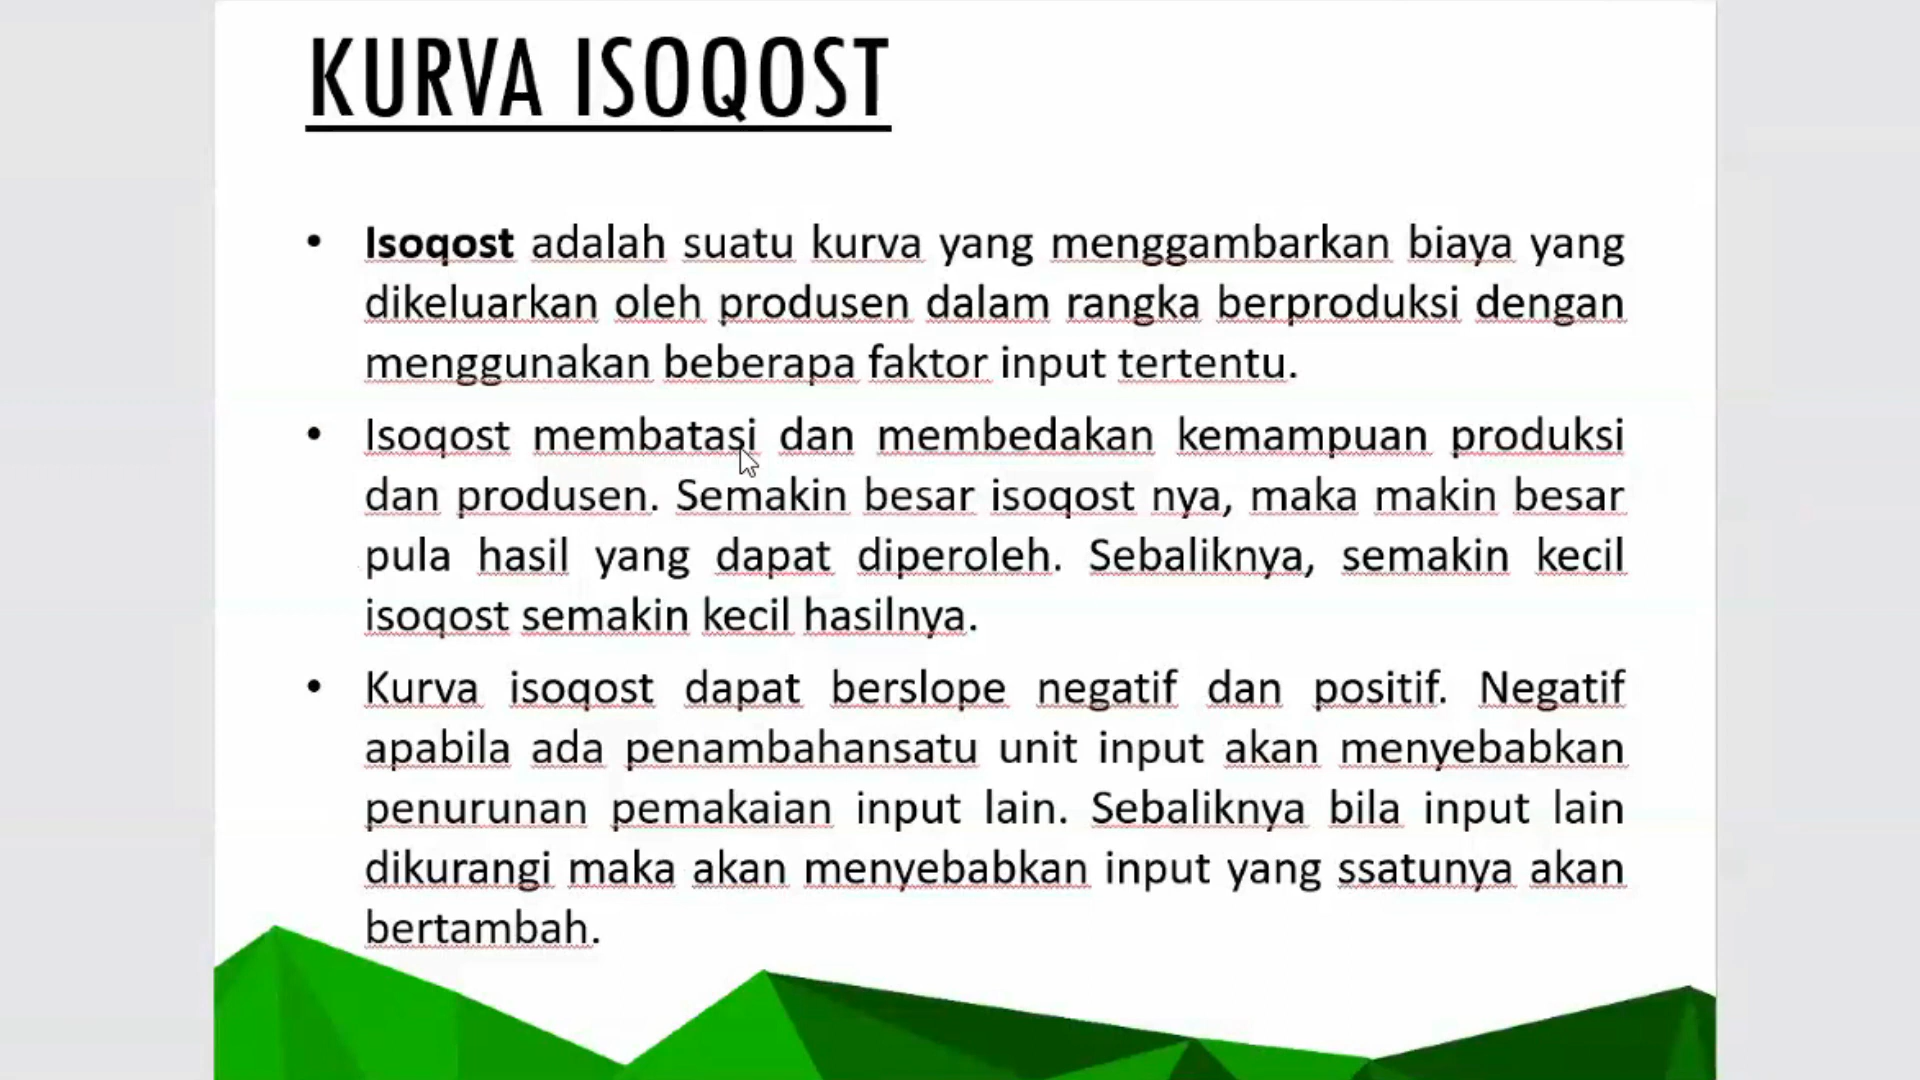 KURVA ISOQOST
• Isoqost adalah suatu kurva yang menggambarkan biaya yang
dikeluarkan oleh produsen dalam rangka berproduksi dengan
menggunakan beberapa faktor input tertentu.
• Isoqost membatasi dan membedakan kemampuan produksi
dan produsen. Semakin besar isoqost nya, maka makin besar
pula hasil yang dapat diperoleh. Sebaliknya, semakin kecil
isoqost semakin kecil hasilnya.
• Kurva isoqost dapat berslope negatif dan positif. Negatif
apabila ada penambahansatu unit input akan menyebabkan
penurunan pemakaian input lain. Sebaliknya bila input lain
dikurangi maka akan menyebabkan input yang ssatunya akan
bertambah.